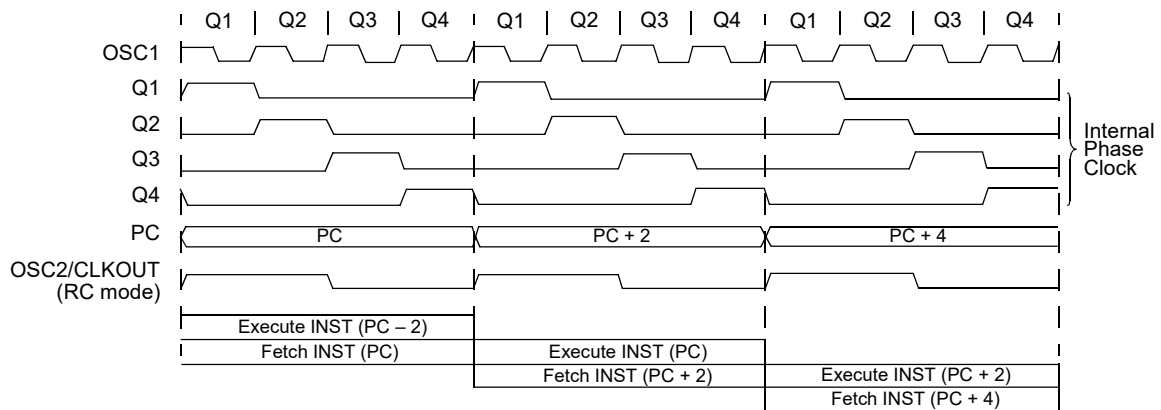 Q1 Q2 Q3 Q4 Q1 Q2 Q3 Q4 Q1 Q2 Q3 Q4
OSC1
Q1
Q2
Q3
Q4
Internal
Phase
Clock
PC PC PC + 2 PC + 4
OSC2/CLKOUT
(RC mode)
Execute INST (PC – 2)
Fetch INST (PC) Execute INST (PC)
Fetch INST (PC + 2) Execute INST (PC + 2)
Fetch INST (PC + 4)